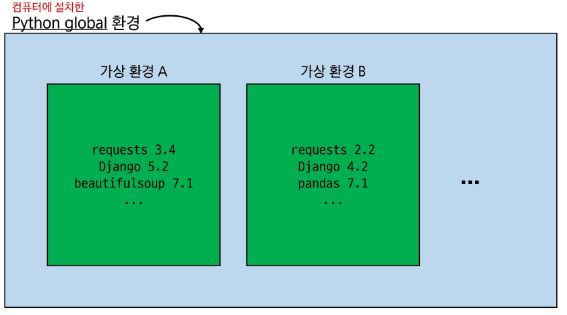 컴퓨터에 설치한
Python global 환경
가상 환경 A
requests 3.4
Django 5.2
beautifulsoup 7.1
...
가상 환경 B
requests 2.2
Django 4.2
pandas 7.1
...
...